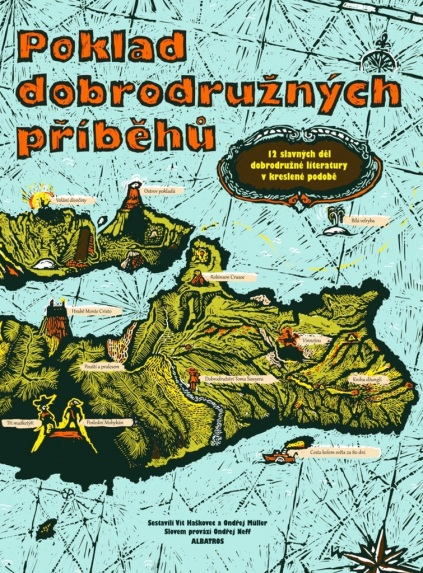 Poklad
dobrodružných
příběhů
12 slavných děl
dobrodružné literatury
v kreslené podobě
Ostrov pokladů
Volání divočiny
Bílá velryba
Robinson Crusoe
Hrabě Monte Cristo
Pouští a pralesem
Vinnetou
Dobrodružství Toma Sawyera
Kniha džunglí
Tři mušketýři
Poslední Mohykán
Cesta kolem světa za 80 dní
Sestavili Vít Haškovec a Ondřej Müller
Slovem provází Ondřej Neff
ALBATROS